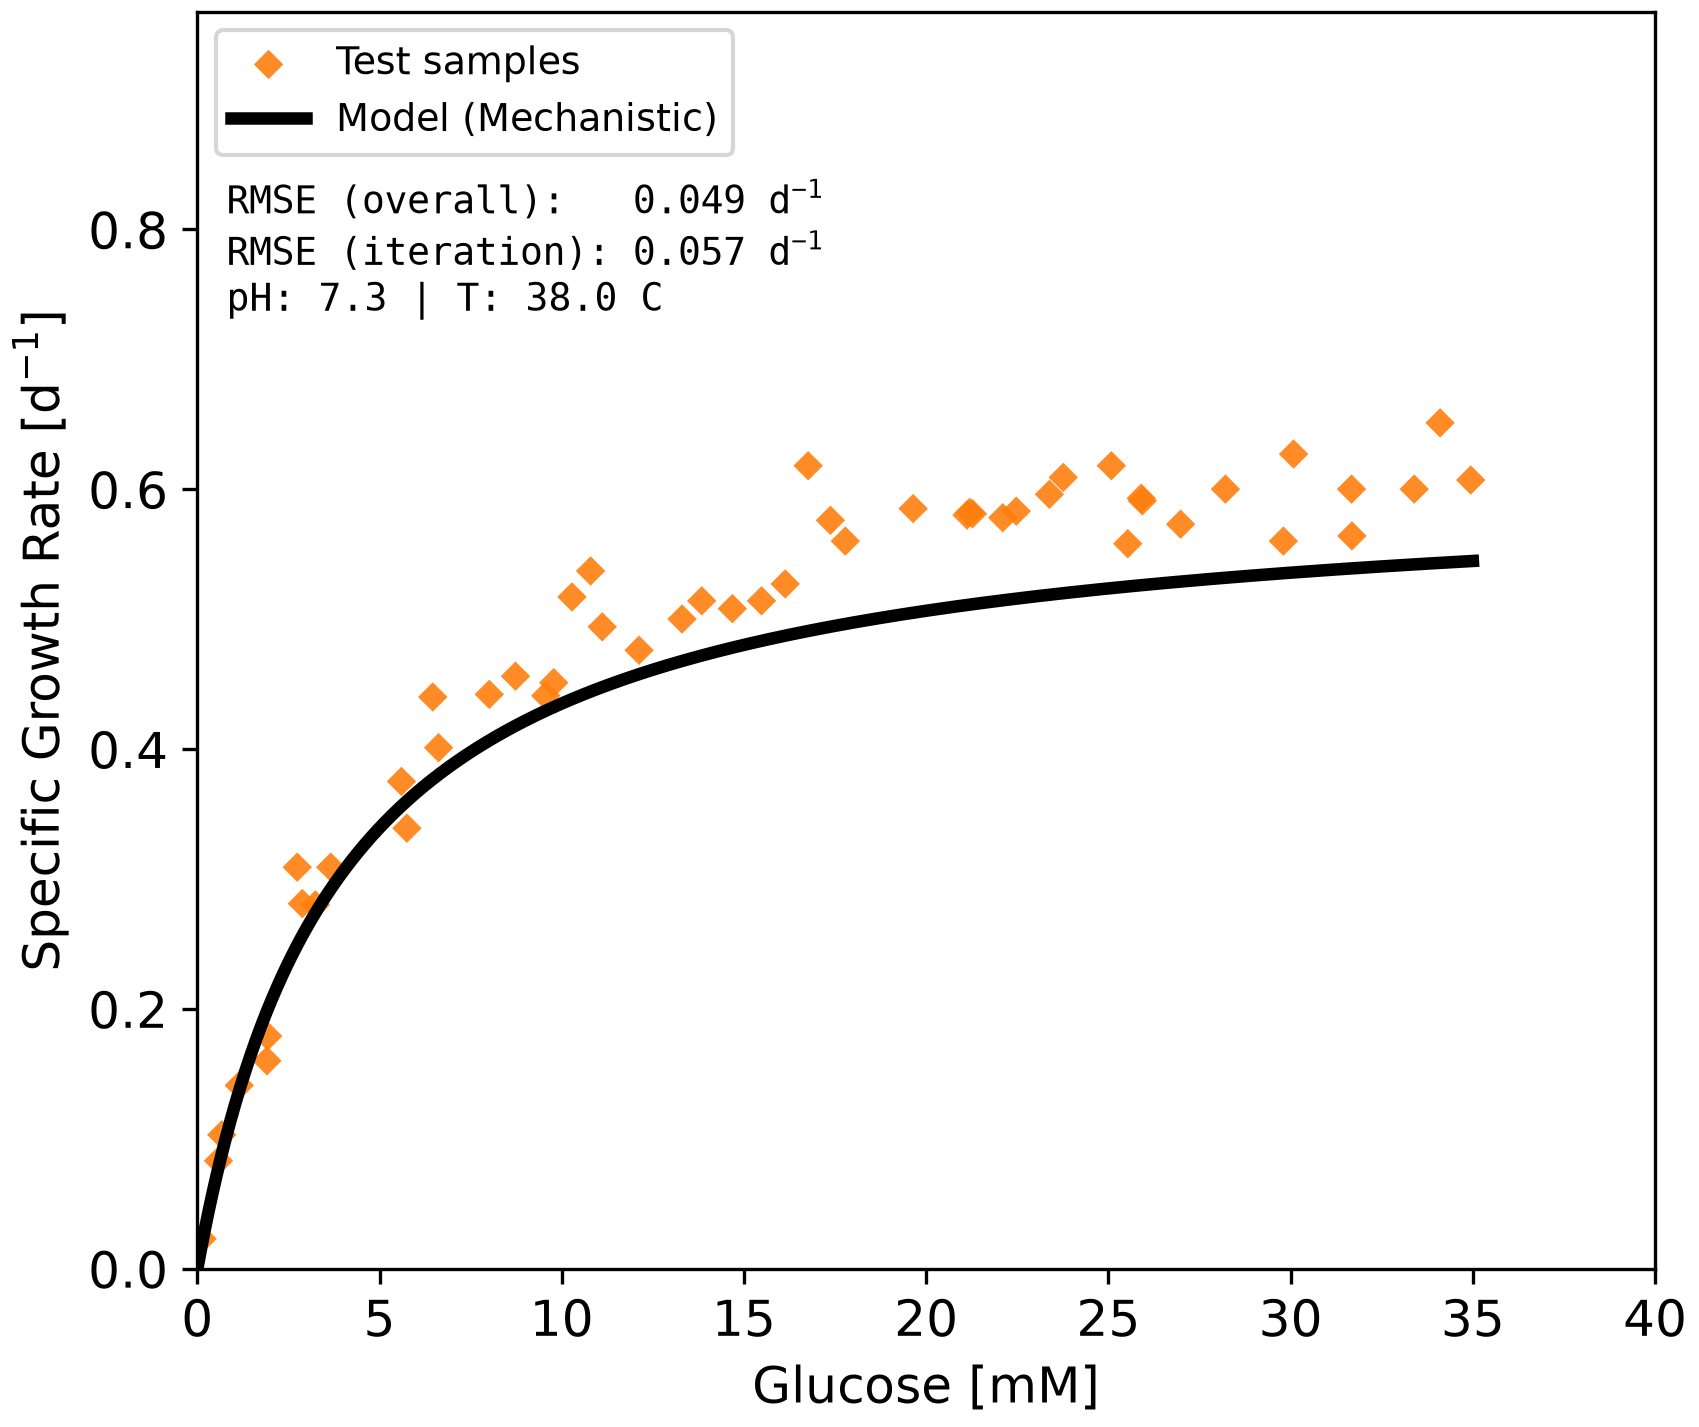 Test samples
Model (Mechanistic)
RMSE (overall):   0.049 d⁻¹
RMSE (iteration): 0.057 d⁻¹
pH: 7.3 | T: 38.0 C
Specific Growth Rate [d⁻¹]
0.8
0.6
0.4
0.2
0.0
0 5 10 15 20 25 30 35 40
Glucose [mM]